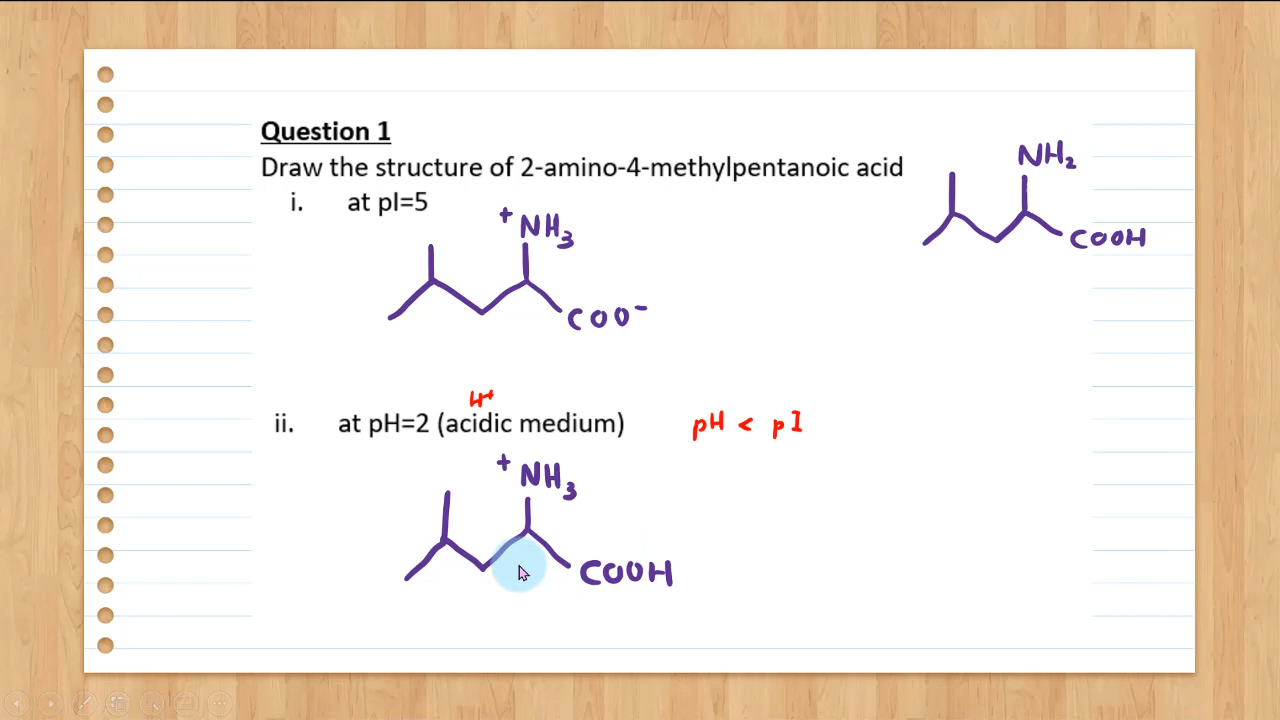 Question 1
Draw the structure of 2-amino-4-methylpentanoic acid
NH₂
COOH
i. at pI=5
⁺NH₃
COO⁻
H⁺
ii. at pH=2 (acidic medium) pH < pI
⁺NH₃
COOH